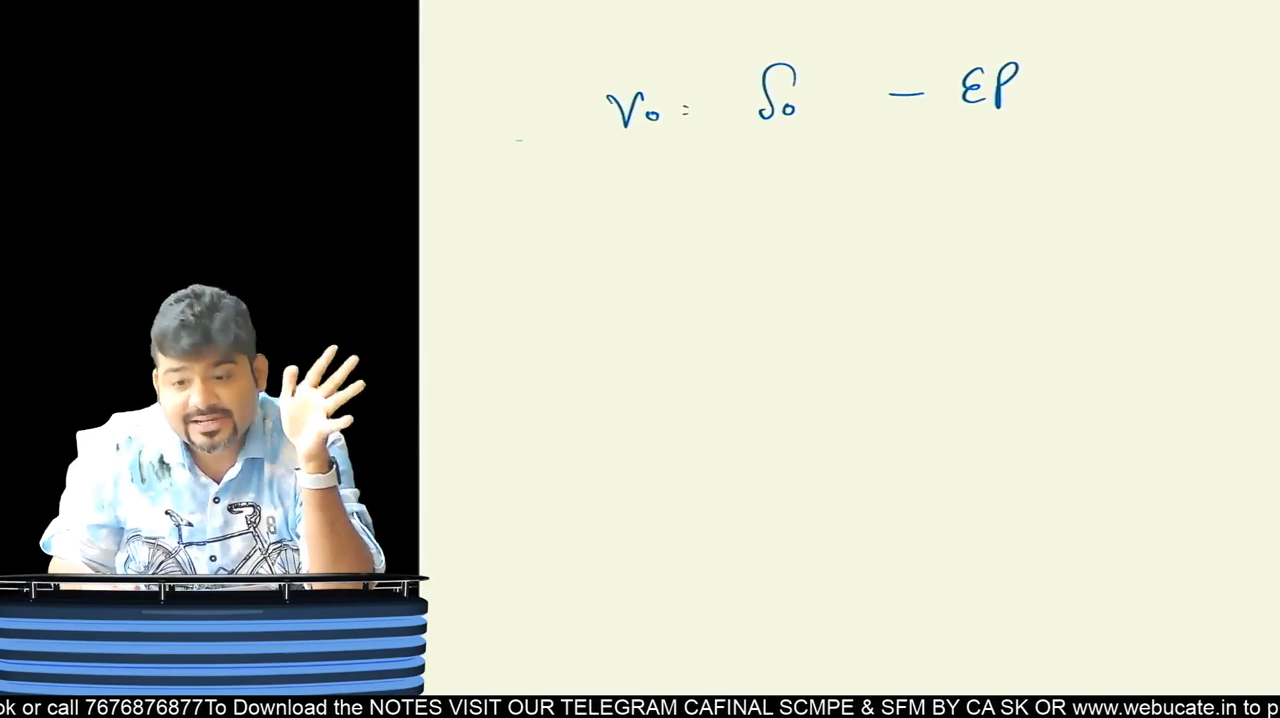 V₀ = S₀ - EP
8
ok or call 7676876877To Download the NOTES VISIT OUR TELEGRAM CAFINAL SCMPE & SFM BY CA SK OR www.webucate.in to p